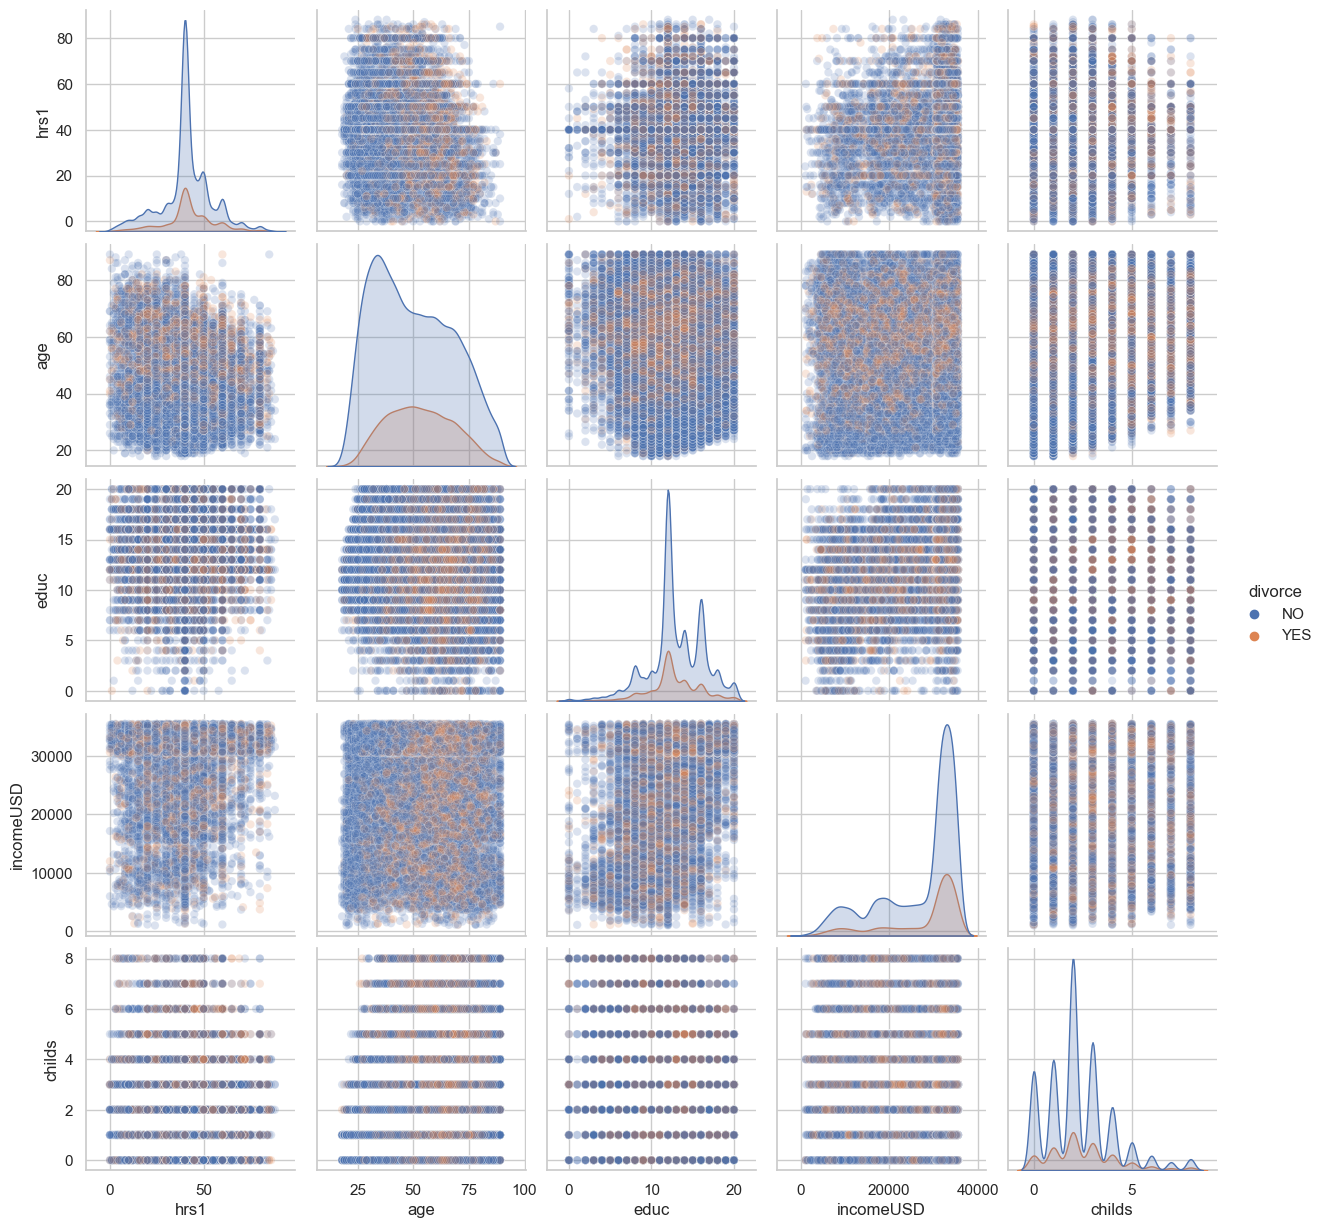 80
60
40
20
0
hrs1
80
60
40
20
age
20
15
10
5
0
educ
divorce
NO
YES
30000
20000
10000
0
incomeUSD
8
6
4
2
0
childs
0 50 25 50 75 100 0 10 20 0 20000 40000 0 5
hrs1 age educ incomeUSD childs